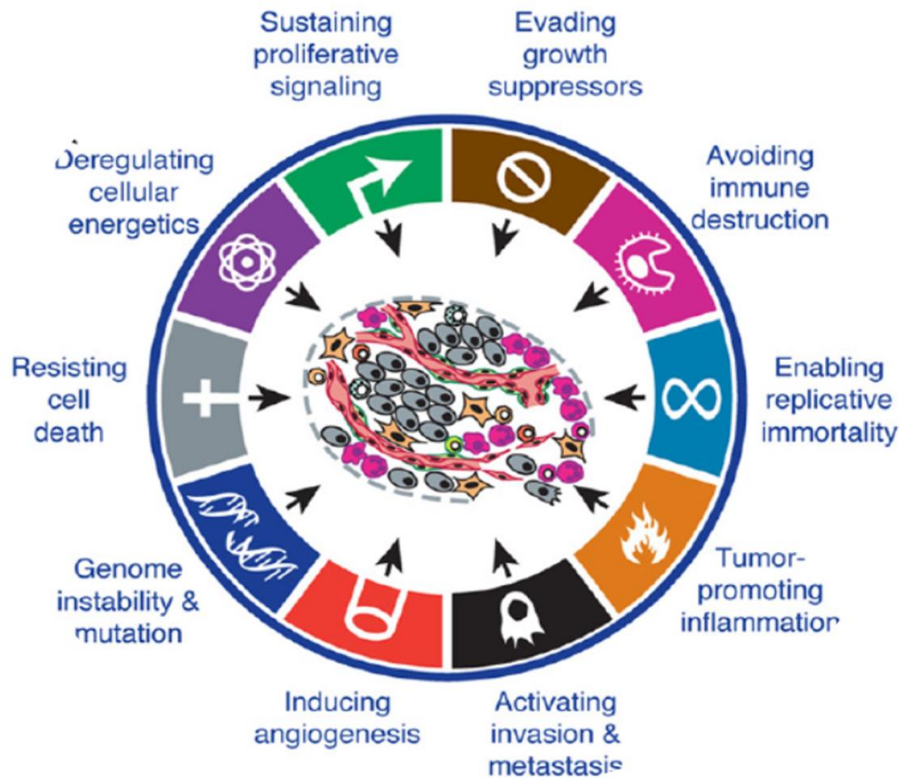 Sustaining
proliferative
signaling
Evading
growth
suppressors
Avoiding
immune
destruction
Enabling
replicative
immortality
Tumor-
promoting
inflammation
Activating
invasion &
metastasis
Inducing
angiogenesis
Genome
instability &
mutation
Resisting
cell
death
Deregulating
cellular
energetics